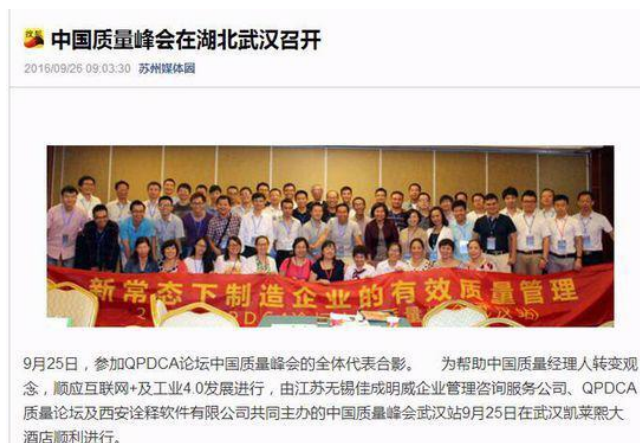 搜狐
中国质量峰会在湖北武汉召开
2016/09/26 09:03:30 苏州媒体圆
新常态下制造企业的有效质量管理
9月25日，参加QPDCA论坛中国质量峰会的全体代表合影。 为帮助中国质量经理人转变观
念，顺应互联网+及工业4.0发展进行，由江苏无锡佳成明威企业管理咨询服务公司、QPDCA
质量论坛及西安诠释软件有限公司共同主办的中国质量峰会武汉站9月25日在武汉凯莱熙大
酒店顺利进行。